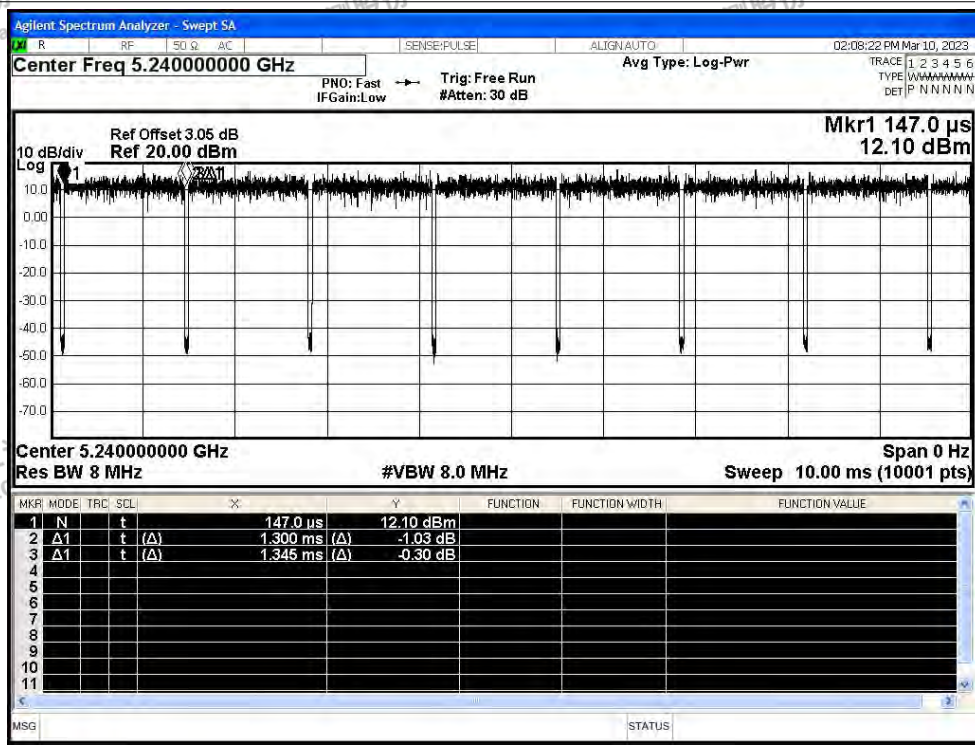 Agilent Spectrum Analyzer - Swept SA
R RF 50 Ω AC SENSE:PULSE ALIGN AUTO 02:08:22 PM Mar 10, 2023
Center Freq 5.240000000 GHz Avg Type: Log-Pwr TRACE 1 2 3 4 5 6
PNO: Fast Trig: Free Run TYPE
IFGain:Low #Atten: 30 dB DET P N N N N N
Ref Offset 3.05 dB Mkr1 147.0 µs
10 dB/div Ref 20.00 dBm 12.10 dBm
Log
1
10.0
0.00
-10.0
-20.0
-30.0
-40.0
-50.0
-60.0
-70.0
Center 5.240000000 GHz Span 0 Hz
Res BW 8 MHz #VBW 8.0 MHz Sweep 10.00 ms (10001 pts)
MKR MODE TRC SCL X Y FUNCTION FUNCTION WIDTH FUNCTION VALUE
1 N t 147.0 µs 12.10 dBm
2 Δ1 t (Δ) 1.300 ms (Δ) -1.03 dB
3 Δ1 t (Δ) 1.345 ms (Δ) -0.30 dB
4
5
6
7
8
9
10
11
MSG STATUS